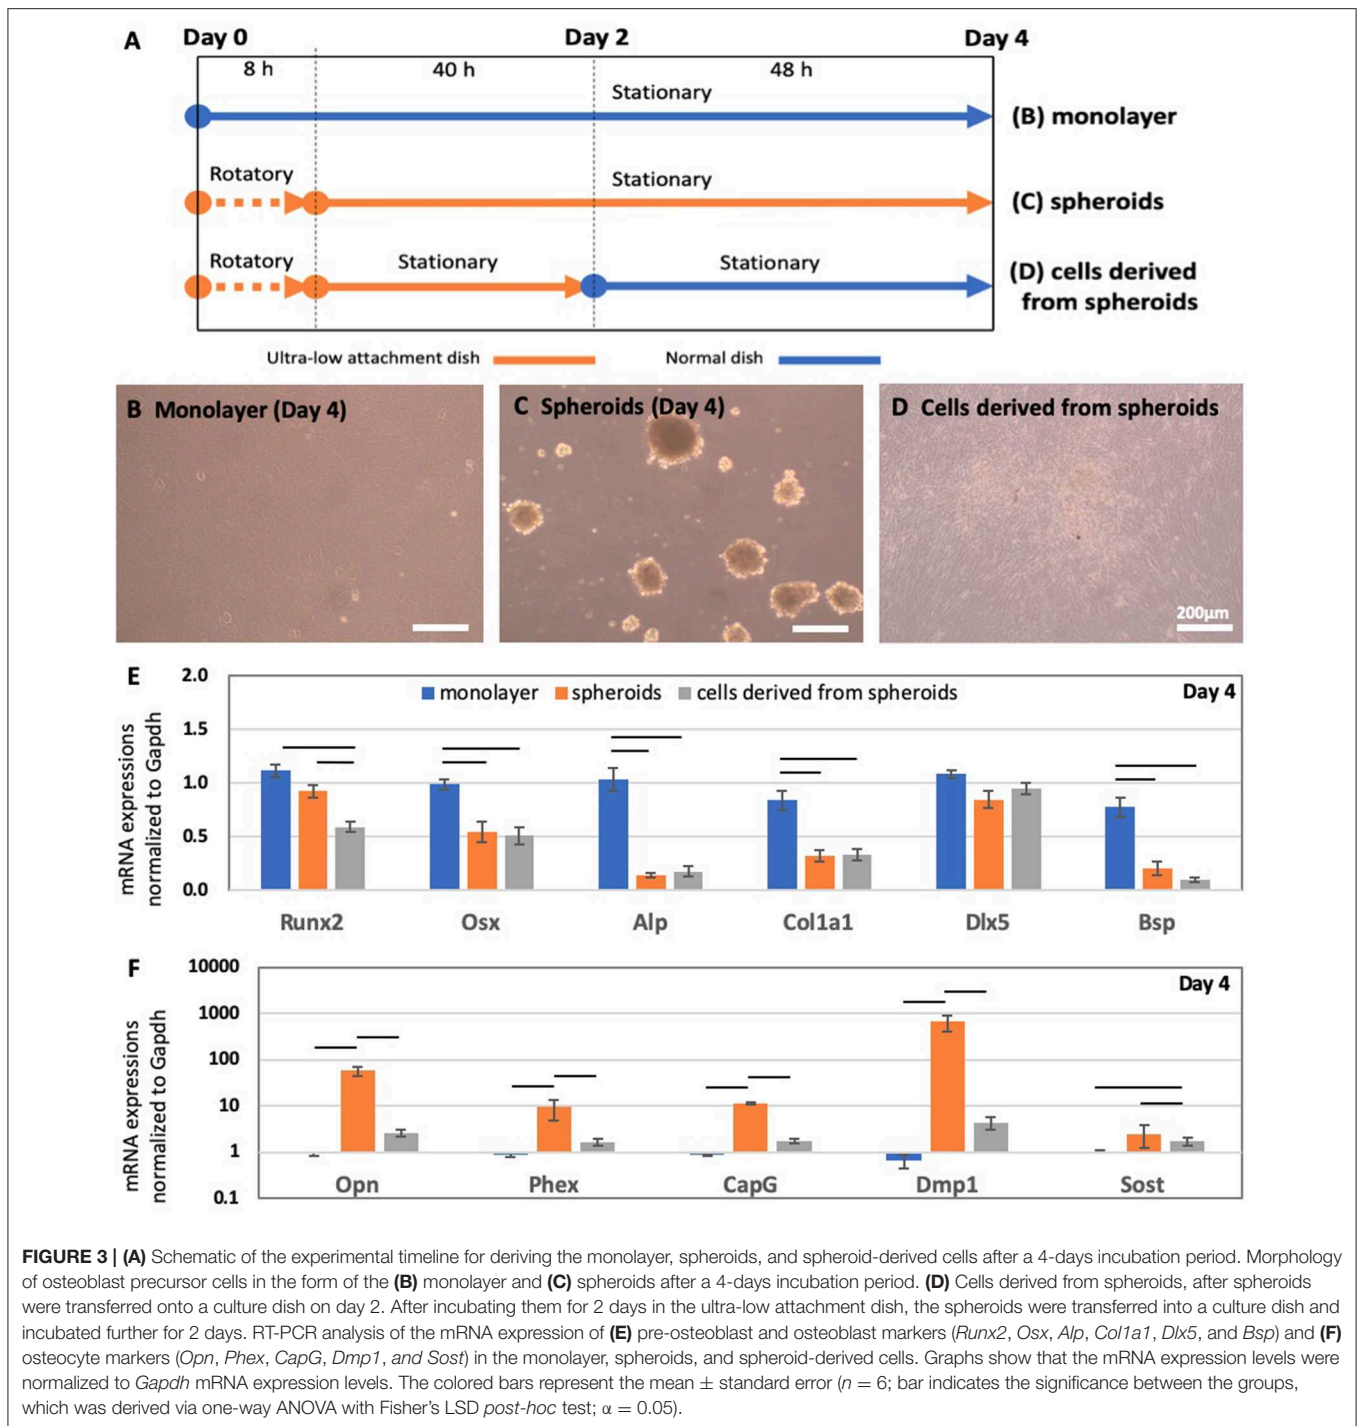 A
Day 0
Day 2
Day 4
8 h
40 h
48 h
Stationary
(B) monolayer
Rotatory
Stationary
(C) spheroids
Rotatory
Stationary
Stationary
(D) cells derived
from spheroids
Ultra-low attachment dish
Normal dish
B Monolayer (Day 4)
C Spheroids (Day 4)
D Cells derived from spheroids
200µm
E
2.0
1.5
1.0
0.5
0.0
mRNA expressions
normalized to Gapdh
monolayer
spheroids
cells derived from spheroids
Day 4
Runx2
Osx
Alp
Col1a1
Dlx5
Bsp
F
10000
1000
100
10
1
0.1
mRNA expressions
normalized to Gapdh
Day 4
Opn
Phex
CapG
Dmp1
Sost
FIGURE 3 | (A) Schematic of the experimental timeline for deriving the monolayer, spheroids, and spheroid-derived cells after a 4-days incubation period. Morphology
of osteoblast precursor cells in the form of the (B) monolayer and (C) spheroids after a 4-days incubation period. (D) Cells derived from spheroids, after spheroids
were transferred onto a culture dish on day 2. After incubating them for 2 days in the ultra-low attachment dish, the spheroids were transferred into a culture dish and
incubated further for 2 days. RT-PCR analysis of the mRNA expression of (E) pre-osteoblast and osteoblast markers (Runx2, Osx, Alp, Col1a1, Dlx5, and Bsp) and (F)
osteocyte markers (Opn, Phex, CapG, Dmp1, and Sost) in the monolayer, spheroids, and spheroid-derived cells. Graphs show that the mRNA expression levels were
normalized to Gapdh mRNA expression levels. The colored bars represent the mean ± standard error (n = 6; bar indicates the significance between the groups,
which was derived via one-way ANOVA with Fisher's LSD post-hoc test; α = 0.05).